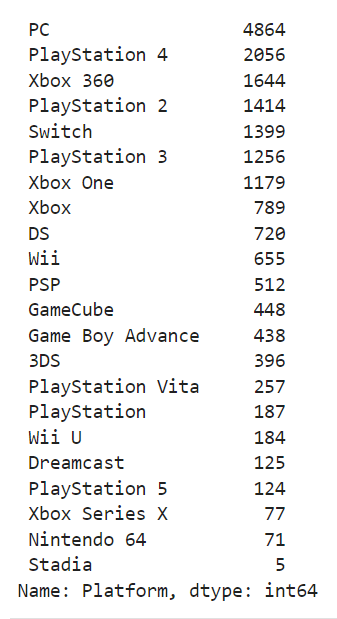 PC 4864
PlayStation 4 2056
Xbox 360 1644
PlayStation 2 1414
Switch 1399
PlayStation 3 1256
Xbox One 1179
Xbox 789
DS 720
Wii 655
PSP 512
GameCube 448
Game Boy Advance 438
3DS 396
PlayStation Vita 257
PlayStation 187
Wii U 184
Dreamcast 125
PlayStation 5 124
Xbox Series X 77
Nintendo 64 71
Stadia 5
Name: Platform, dtype: int64